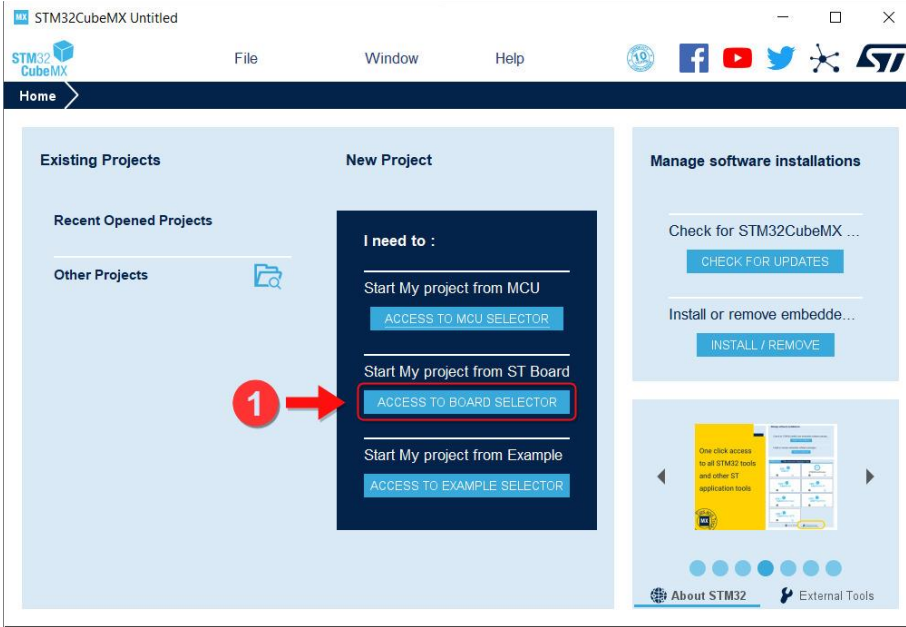 MX STM32CubeMX Untitled
STM32
CubeMX
File
Window
Help
10
Home
Existing Projects
Recent Opened Projects
Other Projects
New Project
I need to :
Start My project from MCU
ACCESS TO MCU SELECTOR
Start My project from ST Board
1
ACCESS TO BOARD SELECTOR
Start My project from Example
ACCESS TO EXAMPLE SELECTOR
Manage software installations
Check for STM32CubeMX ...
CHECK FOR UPDATES
Install or remove embedde...
INSTALL / REMOVE
One click access
to all STM32 tools
and other ST
application tools
MX
About STM32
External Tools